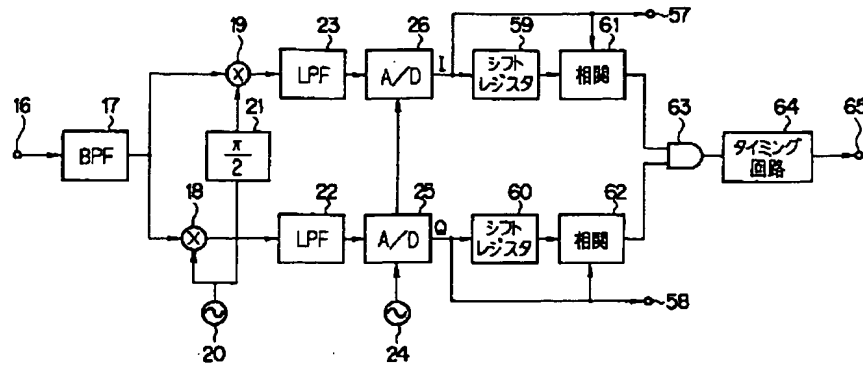 57
19
23
26
59
61
I
シフト
レジスタ
相関
LPF
A/D
16
17
21
63
64
65
BPF
π
2
タイミング
回路
18
22
25
60
62
LPF
A/D
Q
シフト
レジスタ
相関
58
20
24